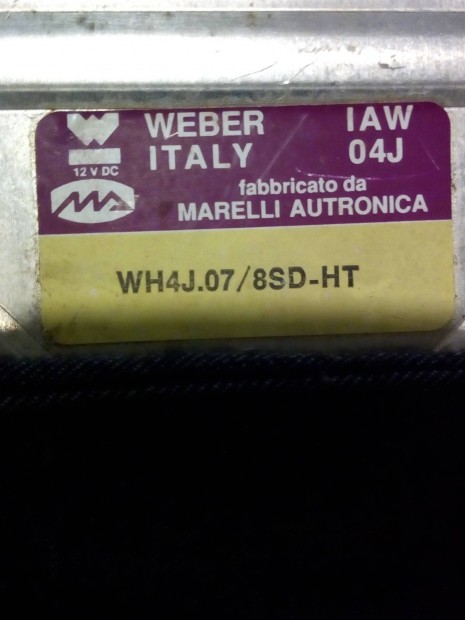 WEBER IAW
ITALY 04J
12 V DC
fabbricato da
MARELLI AUTRONICA
WH4J.07/8SD-HT